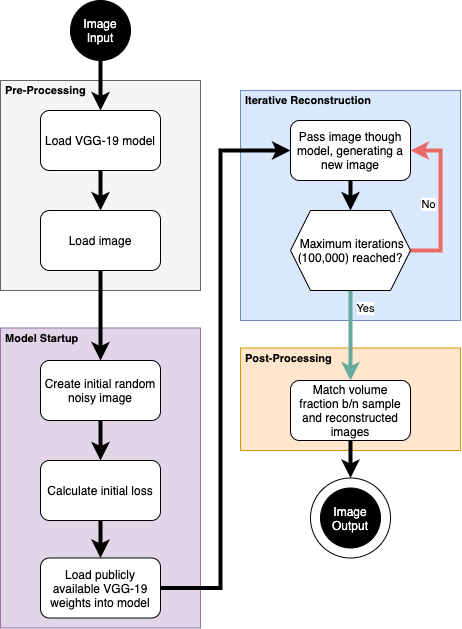 Image
Input
Pre-Processing
Load VGG-19 model
Load image
Model Startup
Create initial random
noisy image
Calculate initial loss
Load publicly
available VGG-19
weights into model
Iterative Reconstruction
Pass image though
model, generating a
new image
No
Maximum iterations
(100,000) reached?
Yes
Post-Processing
Match volume
fraction b/n sample
and reconstructed
images
Image
Output